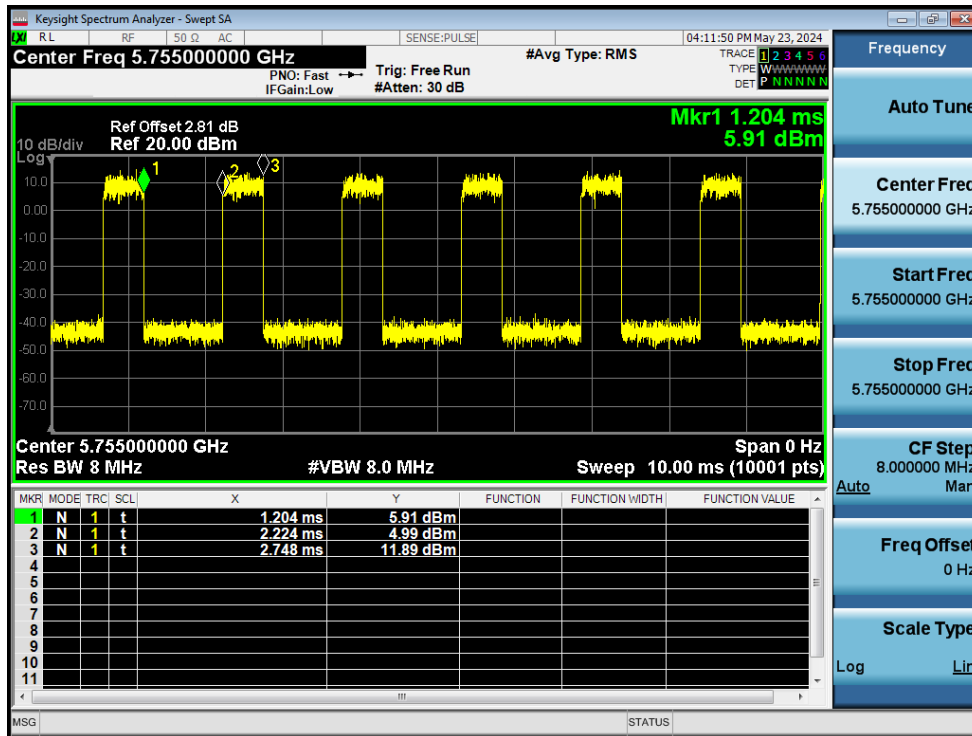 Keysight Spectrum Analyzer - Swept SA
LXI RL RF 50 Ω AC SENSE:PULSE 04:11:50 PM May 23, 2024
Center Freq 5.755000000 GHz #Avg Type: RMS TRACE 1 2 3 4 5 6
PNO: Fast Trig: Free Run TYPE WWWWWW
IFGain:Low #Atten: 30 dB DET P N N N N N
Mkr1 1.204 ms
Ref Offset 2.81 dB 5.91 dBm
10 dB/div Ref 20.00 dBm
Log
1 2 3
10.0
0.00
-10.0
-20.0
-30.0
-40.0
-50.0
-60.0
-70.0
Center 5.755000000 GHz Span 0 Hz
Res BW 8 MHz #VBW 8.0 MHz Sweep 10.00 ms (10001 pts)
MKR MODE TRC SCL X Y FUNCTION FUNCTION WIDTH FUNCTION VALUE
1 N 1 t 1.204 ms 5.91 dBm
2 N 1 t 2.224 ms 4.99 dBm
3 N 1 t 2.748 ms 11.89 dBm
4
5
6
7
8
9
10
11
MSG STATUS
Frequency
Auto Tune
Center Freq
5.755000000 GHz
Start Freq
5.755000000 GHz
Stop Freq
5.755000000 GHz
CF Step
8.000000 MHz
Auto Man
Freq Offset
0 Hz
Scale Type
Log Lin